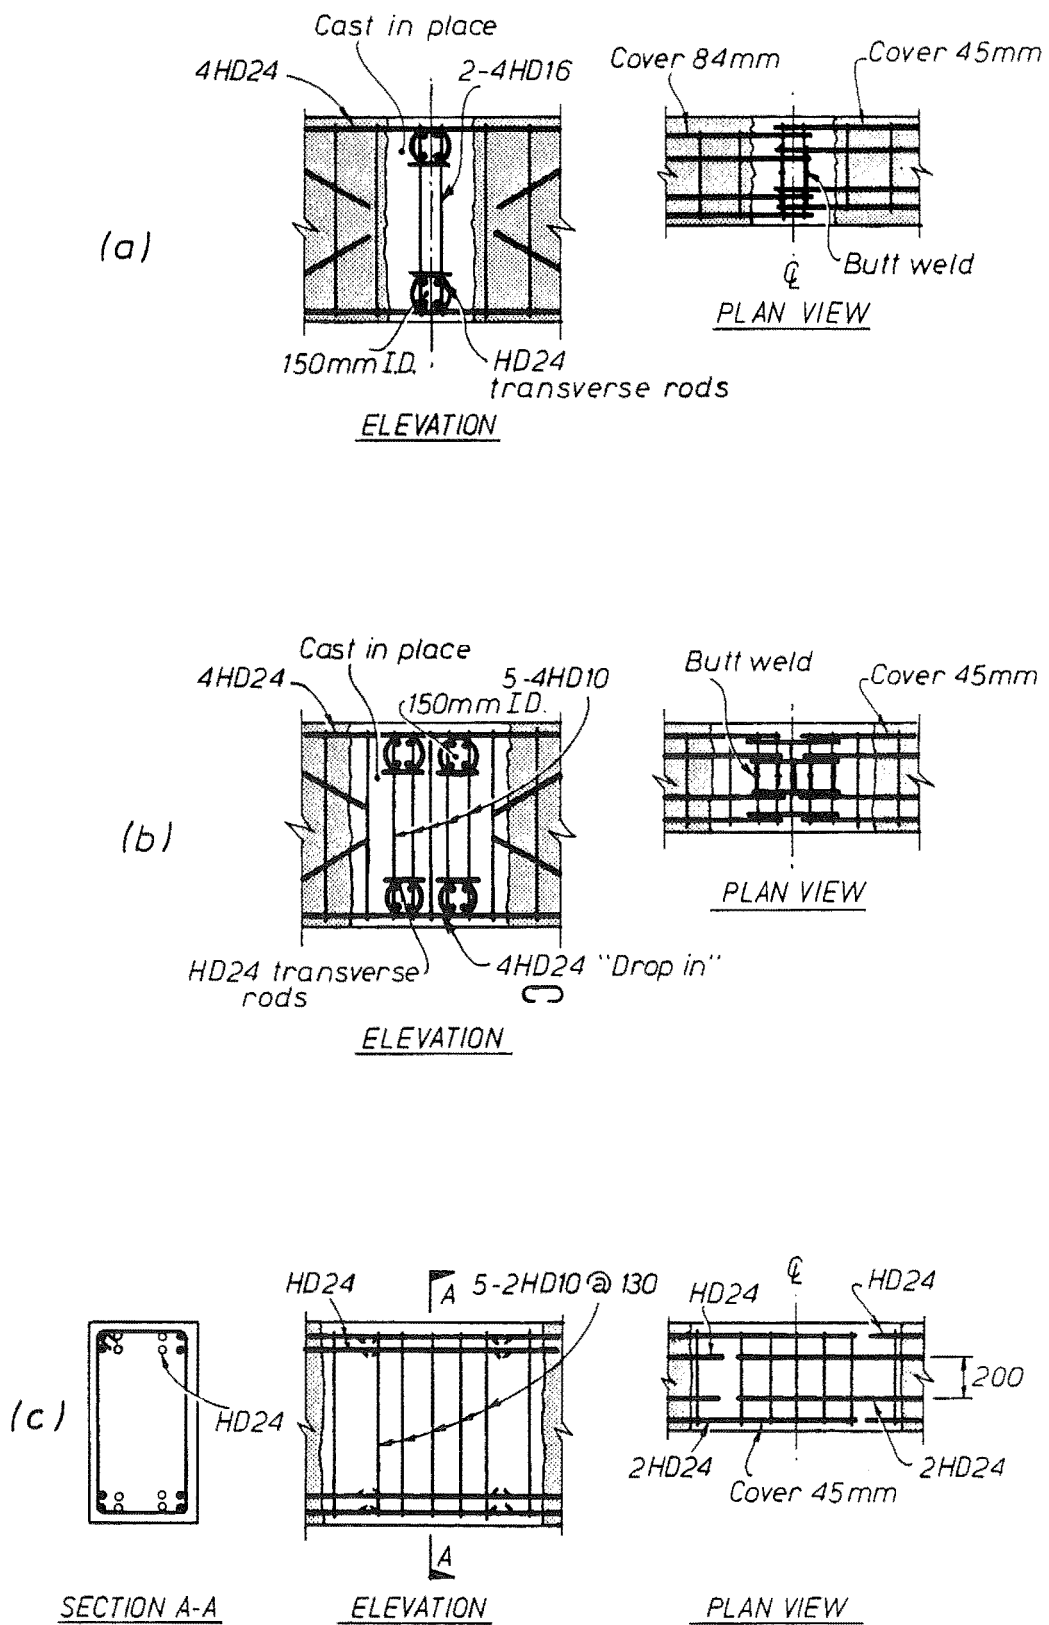 Cast in place
4HD24
2-4HD16
Cover 84mm
Cover 45mm
(a)
150mm I.D.
HD24
transverse rods
ELEVATION
℄
Butt weld
PLAN VIEW
Cast in place
4HD24
5-4HD10
150mm I.D.
Butt weld
Cover 45mm
(b)
HD24 transverse
rods
4HD24 "Drop in"
ELEVATION
PLAN VIEW
HD24
A
5-2HD10 @ 130
℄
HD24
HD24
(c)
HD24
200
2HD24
Cover 45mm
2HD24
A
SECTION A-A
ELEVATION
PLAN VIEW